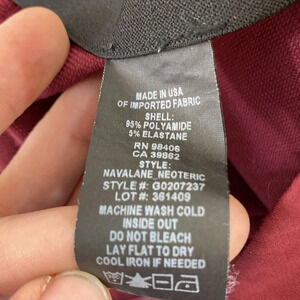 MADE IN USA
OF IMPORTED FABRIC
SHELL:
95% POLYAMIDE
5% ELASTANE
RN 98406
CA 39862
STYLE:
NAVALANE_NEOTERIC
STYLE #: G0207237
LOT #: 361409
MACHINE WASH COLD
INSIDE OUT
DO NOT BLEACH
LAY FLAT TO DRY
COOL IRON IF NEEDED